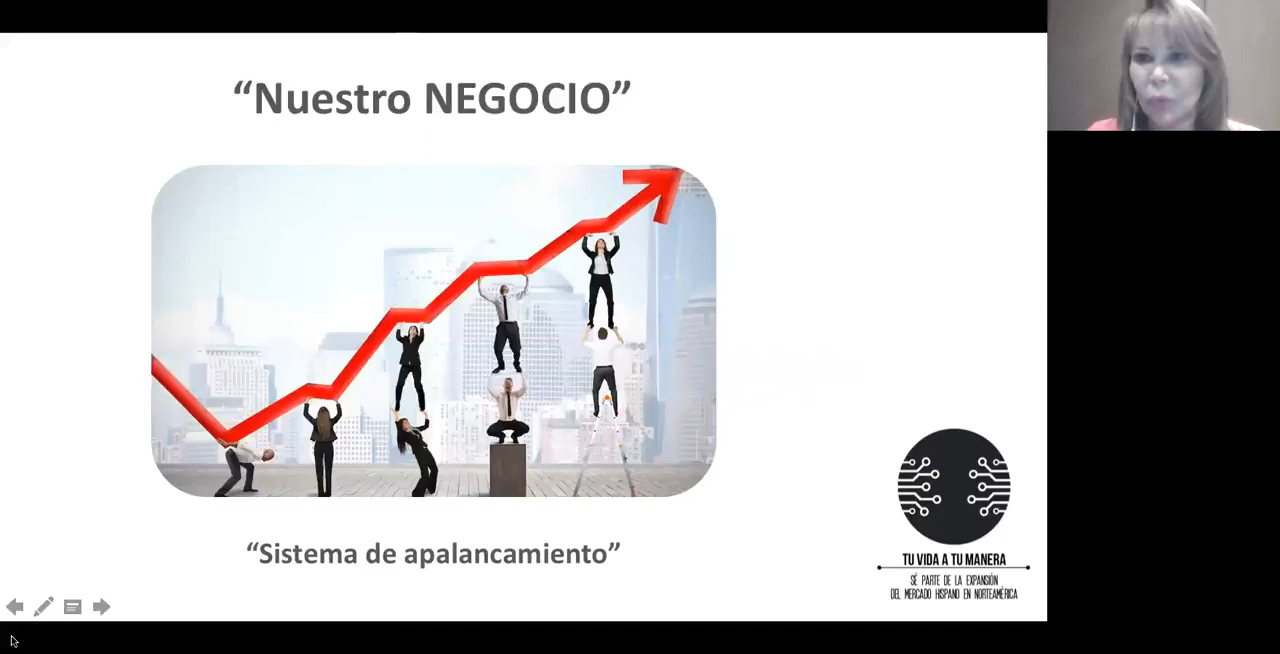 “Nuestro NEGOCIO”
“Sistema de apalancamiento”
TU VIDA A TU MANERA
SÉ PARTE DE LA EXPANSIÓN
DEL MERCADO HISPANO EN NORTEAMÉRICA